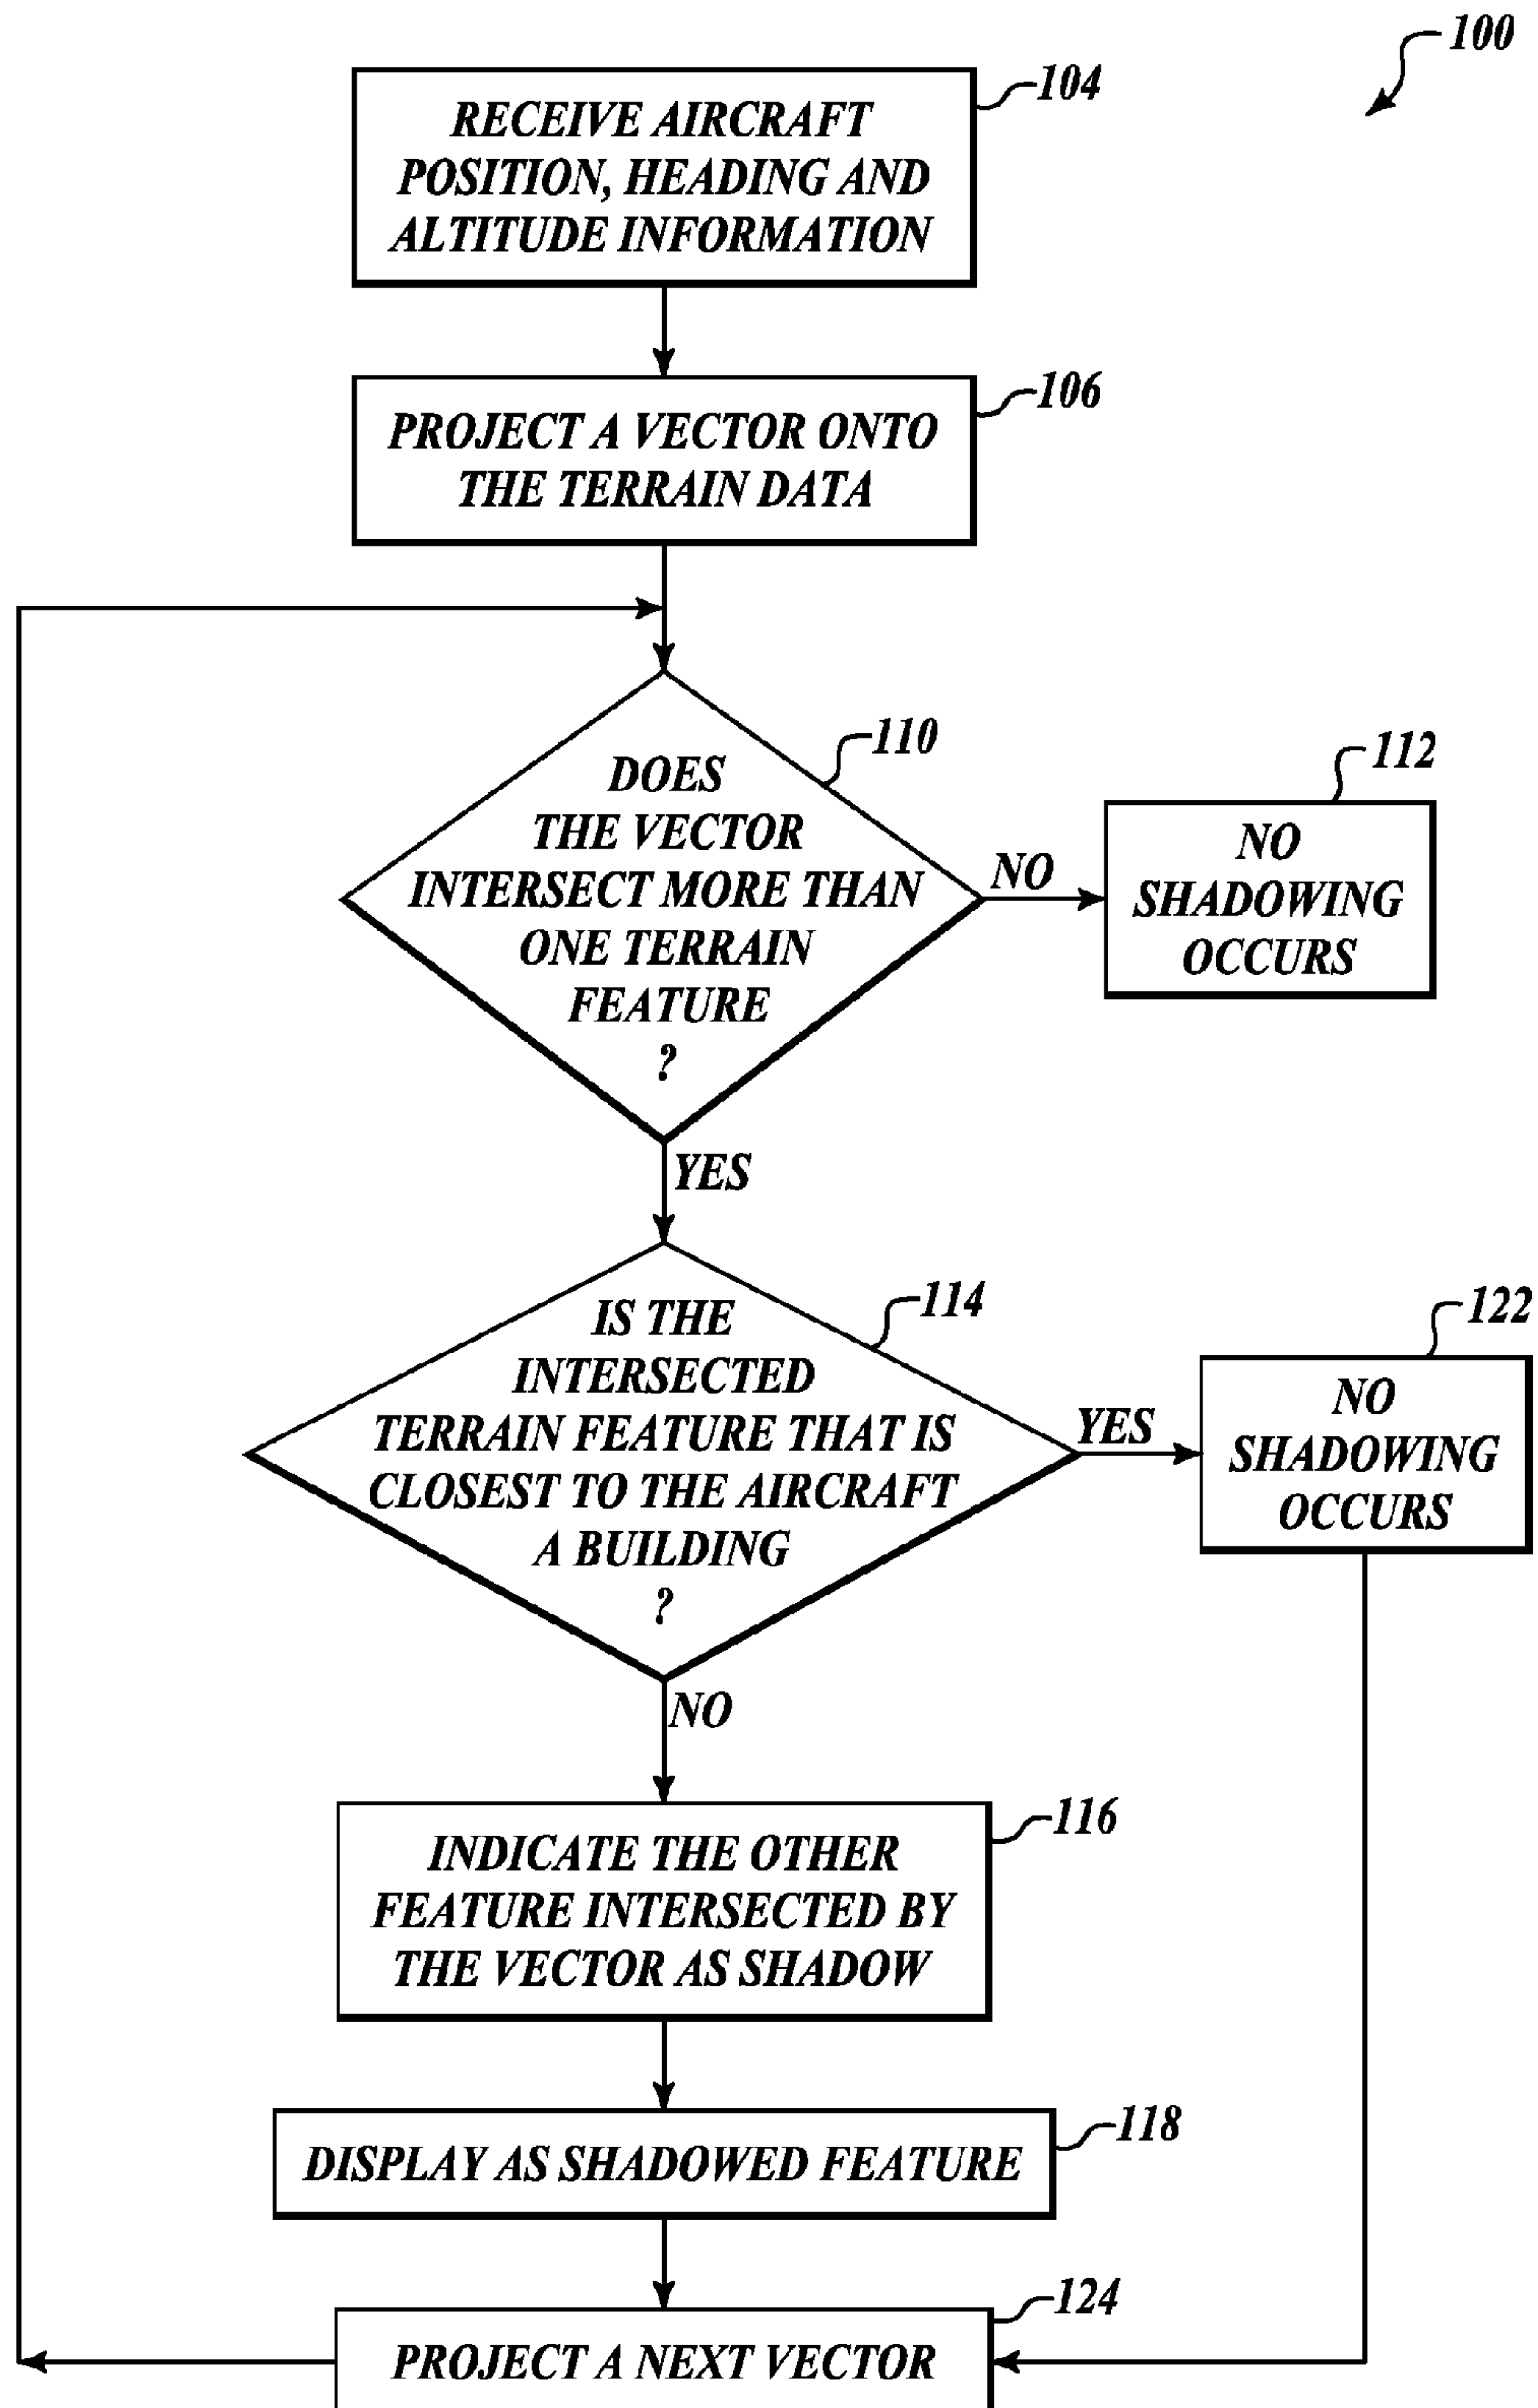 100
104
RECEIVE AIRCRAFT
POSITION, HEADING AND
ALTITUDE INFORMATION
106
PROJECT A VECTOR ONTO
THE TERRAIN DATA
110
DOES
THE VECTOR
INTERSECT MORE THAN
ONE TERRAIN
FEATURE
?
NO
112
NO
SHADOWING
OCCURS
YES
114
IS THE
INTERSECTED
TERRAIN FEATURE THAT IS
CLOSEST TO THE AIRCRAFT
A BUILDING
?
YES
122
NO
SHADOWING
OCCURS
NO
116
INDICATE THE OTHER
FEATURE INTERSECTED BY
THE VECTOR AS SHADOW
118
DISPLAY AS SHADOWED FEATURE
124
PROJECT A NEXT VECTOR